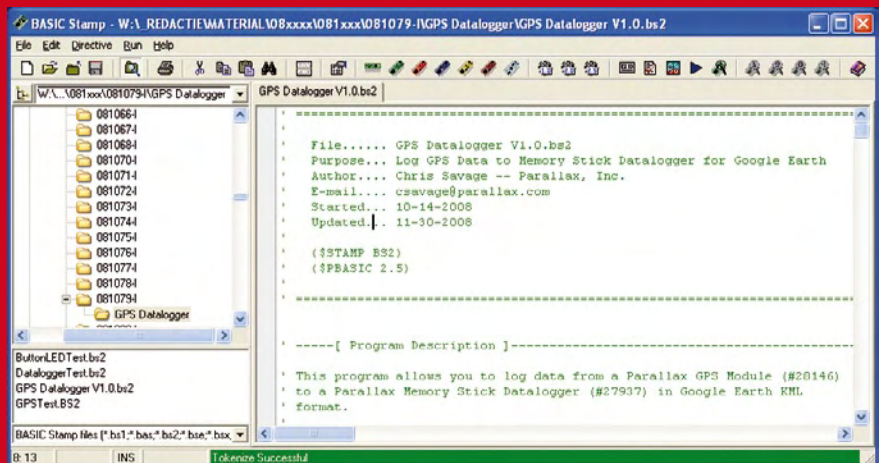 BASIC Stamp - W:\_REDACTIE\MATERIAL\08xxxx\081xxx\081079-I\GPS Datalogger\GPS Datalogger V1.0.bs2
File Edit Directive Run Help
W:\...\081xxx\081079-I\GPS Datalogger
GPS Datalogger V1.0.bs2
081066-I
081067-I
081068-I
081070-I
081071-I
081072-I
081073-I
081074-I
081075-I
081076-I
081077-I
081078-I
081079-I
GPS Datalogger
ButtonLEDTest.bs2
DataloggerTest.bs2
GPS Datalogger V1.0.bs2
GPSTest.BS2
BASIC Stamp files (*.bs1;*.bas;*.bs2;*.bse;*.bsx,
' ==============================================================
'
' File...... GPS Datalogger V1.0.bs2
' Purpose... Log GPS Data to Memory Stick Datalogger for Google Earth
' Author.... Chris Savage -- Parallax, Inc.
' E-mail.... csavage@parallax.com
' Started... 10-14-2008
' Updated... 11-30-2008
'
' {$STAMP BS2}
' {$PBASIC 2.5}
'
' ==============================================================
' -----[ Program Description ]---------------------------------------
'
' This program allows you to log data from a Parallax GPS Module (#28146)
' to a Parallax Memory Stick Datalogger (#27937) in Google Earth KML
' format.
'
8: 13 INS Tokenize Successful